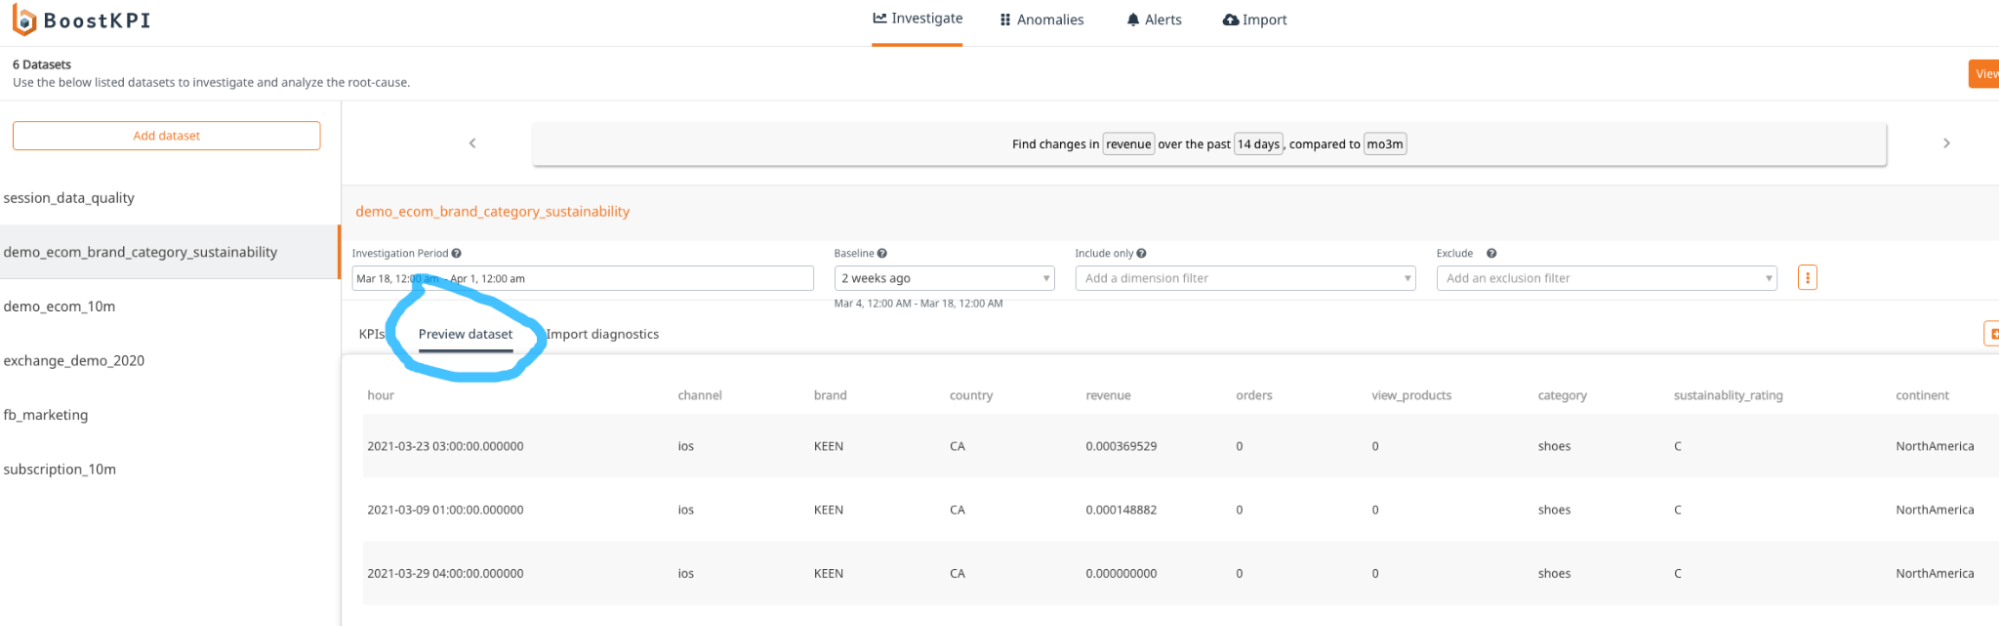 BoostKPI
Investigate Anomalies Alerts Import
6 Datasets
Use the below listed datasets to investigate and analyze the root-cause.
View
Add dataset
Find changes in revenue over the past 14 days, compared to mo3m
session_data_quality
demo_ecom_brand_category_sustainability
demo_ecom_10m
exchange_demo_2020
fb_marketing
subscription_10m
demo_ecom_brand_category_sustainability
Investigation Period Baseline Include only Exclude
Mar 18, 12:00 am - Apr 1, 12:00 am 2 weeks ago Add a dimension filter Add an exclusion filter
Mar 4, 12:00 AM - Mar 18, 12:00 AM
KPIs Preview dataset Import diagnostics
hour channel brand country revenue orders view_products category sustainablity_rating continent
2021-03-23 03:00:00.000000 ios KEEN CA 0.000369529 0 0 shoes C NorthAmerica
2021-03-09 01:00:00.000000 ios KEEN CA 0.000148882 0 0 shoes C NorthAmerica
2021-03-29 04:00:00.000000 ios KEEN CA 0.000000000 0 0 shoes C NorthAmerica